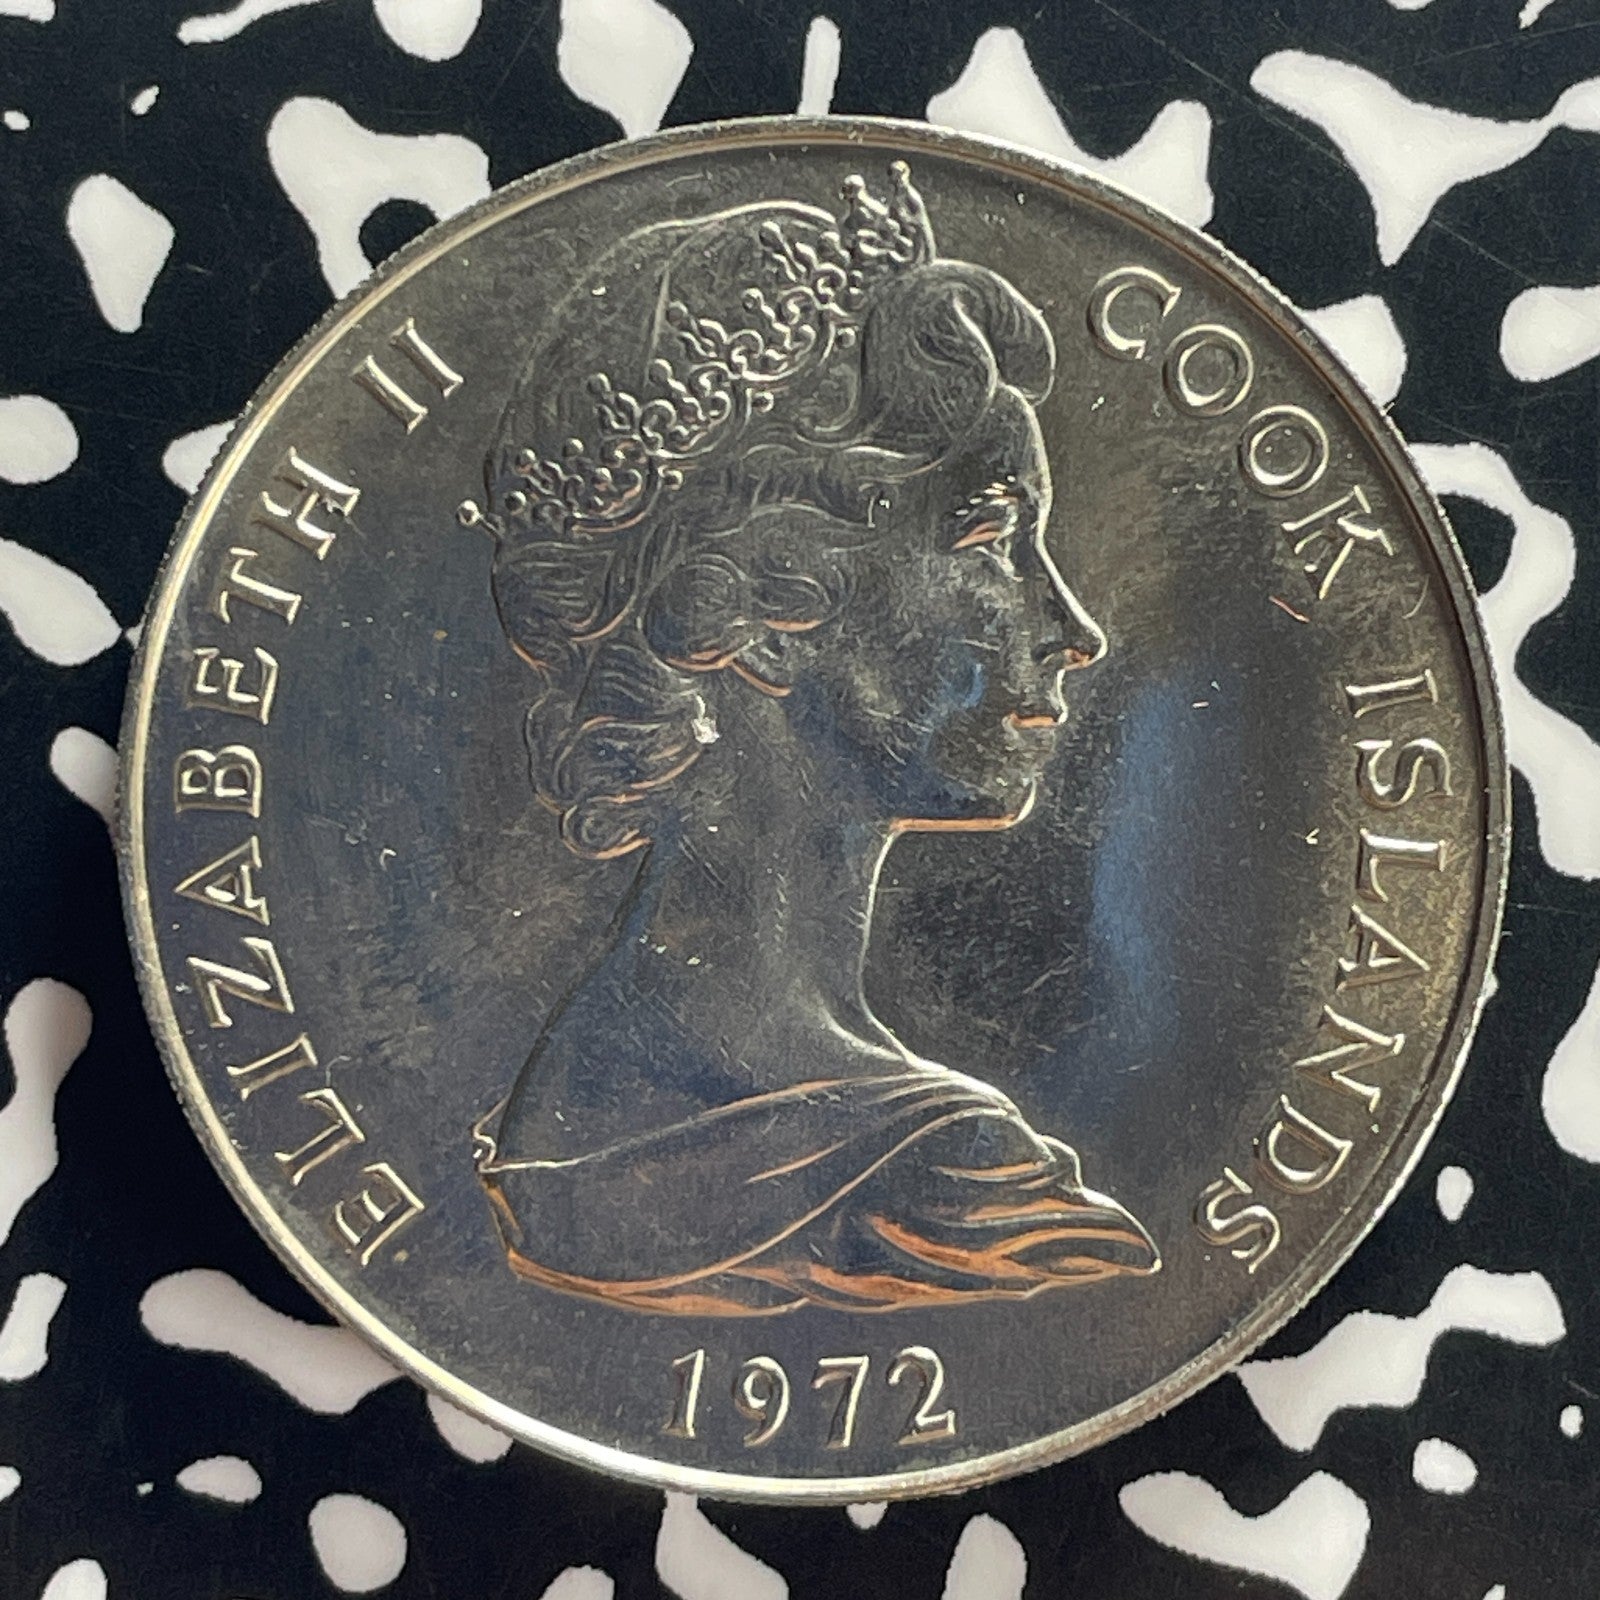 ELIZABETH II
COOK ISLANDS
1972